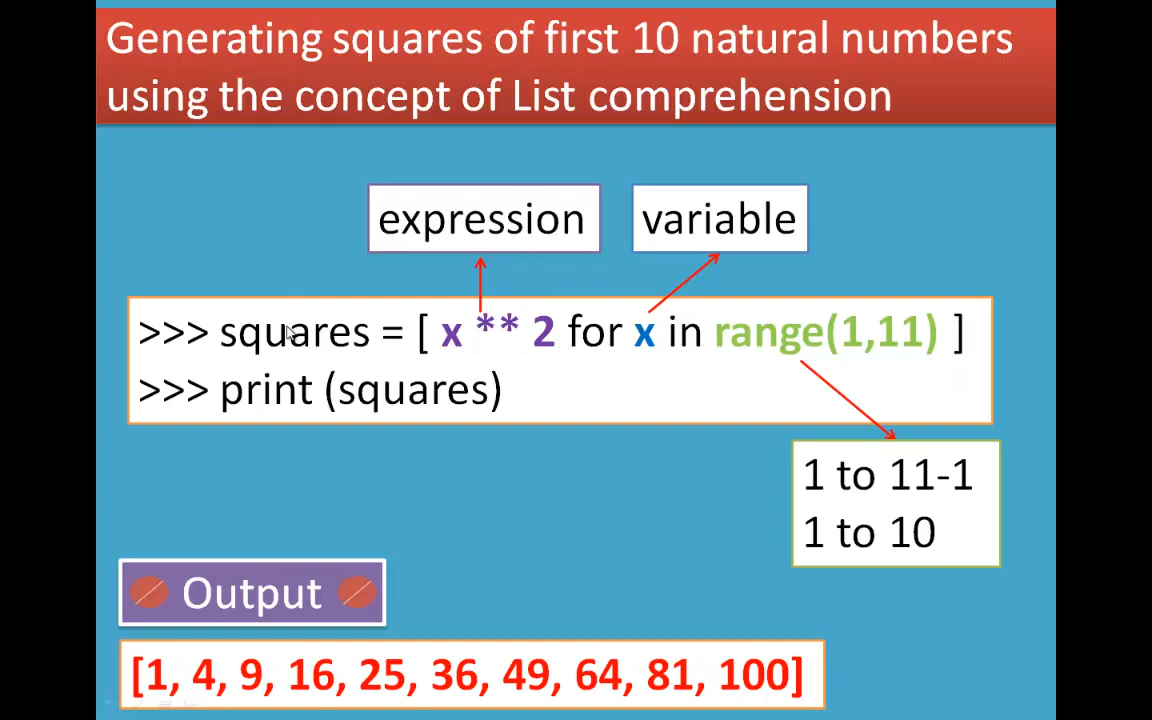 Generating squares of first 10 natural numbers
using the concept of List comprehension
expression
variable
>>> squares = [ x ** 2 for x in range(1,11) ]
>>> print (squares)
1 to 11-1
1 to 10
Output
[1, 4, 9, 16, 25, 36, 49, 64, 81, 100]